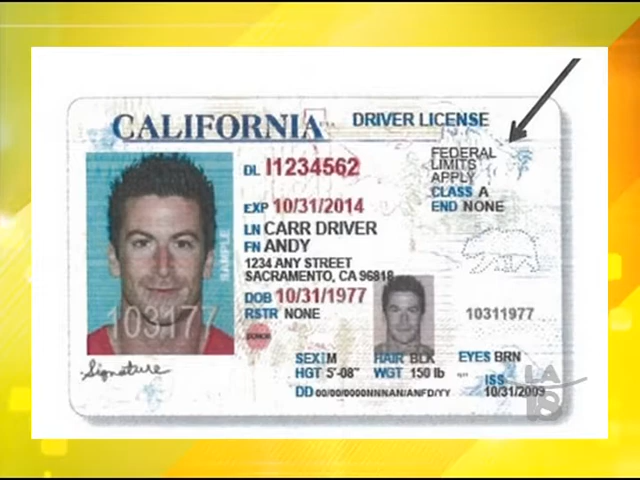 CALIFORNIA
DRIVER LICENSE
DL I1234562
FEDERAL
LIMITS
APPLY
CLASS A
END NONE
EXP 10/31/2014
LN CARR DRIVER
FN ANDY
1234 ANY STREET
SACRAMENTO, CA 96818
DOB 10/31/1977
RSTR NONE
SAMPLE
103177
DONOR
10311977
SEX M
HAIR BLK
EYES BRN
HGT 5'-08"
WGT 150 lb
ISS
DD 00/00/0000NNNAN/ANFD/YY
10/31/2009
Signature
LA
IS